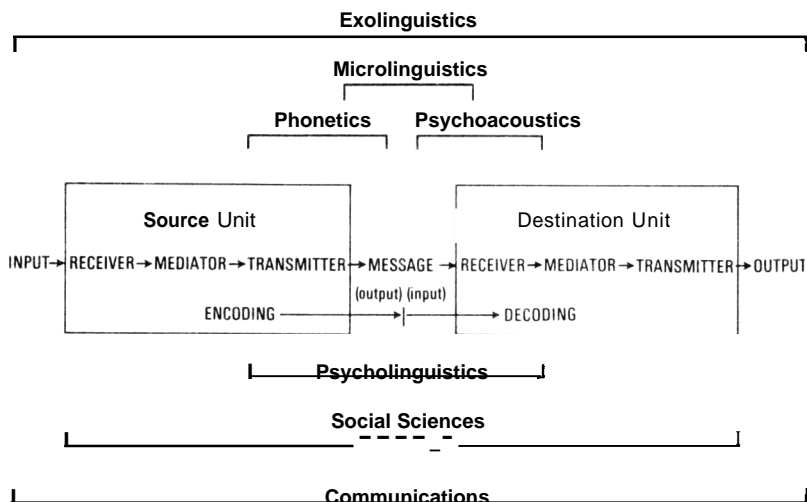 Exolinguistics
Microlinguistics
Phonetics Psychoacoustics
Source Unit Destination Unit
INPUT→RECEIVER→MEDIATOR→TRANSMITTER→MESSAGE→RECEIVER→MEDIATOR→TRANSMITTER→OUTPUT
(output) (input)
ENCODING → | → DECODING
Psycholinguistics
Social Sciences
Communications